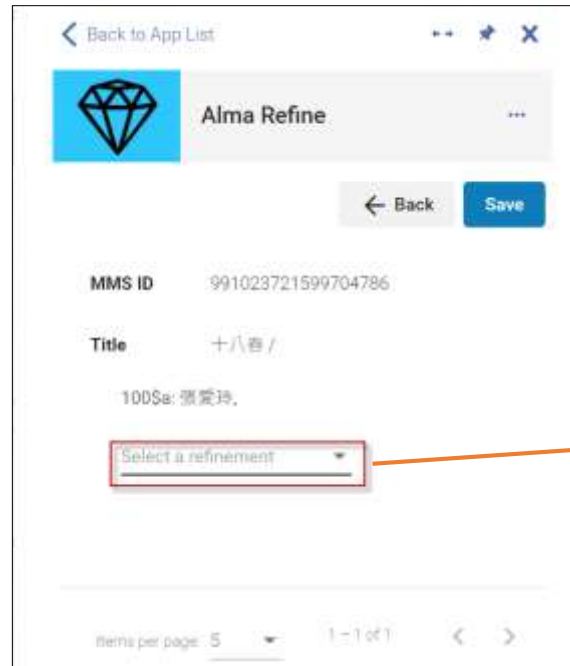 Back to App List
Alma Refine
Back
Save
MMS ID 991023721599704786
Title 十八春 /
100$a: 張愛玲,
Select a refinement
Items per page: 5 1 – 1 of 1